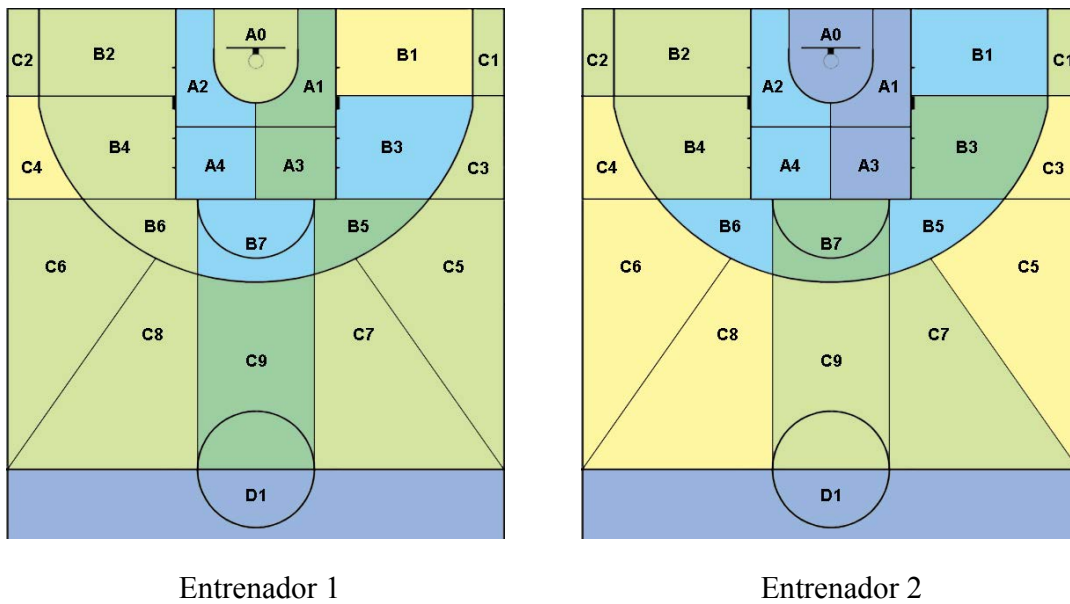 A0 A0
C2 B2 B1 C1 C2 B2 B1 C1
A2 A1 A2 A1
C4 B4 A4 A3 B3 C3 C4 B4 A4 A3 B3 C3
B6 B7 B5 B6 B7 B5
C6 C5 C6 C5
C8 C9 C7 C8 C9 C7
D1 D1
Entrenador 1 Entrenador 2